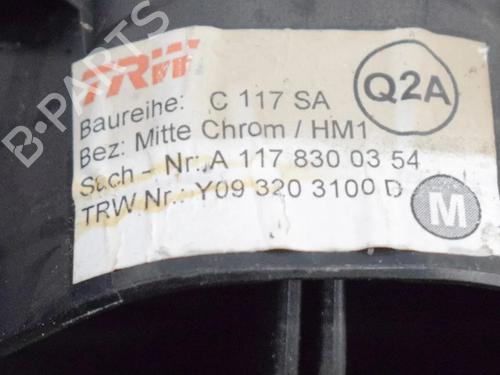 B-PARTS
TRW
Q2A
Baureihe: C 117 SA
Bez: Mitte Chrom / HM1
Sach - Nr: A 117 830 03 54
TRW Nr.: Y09 320 3100 D
M